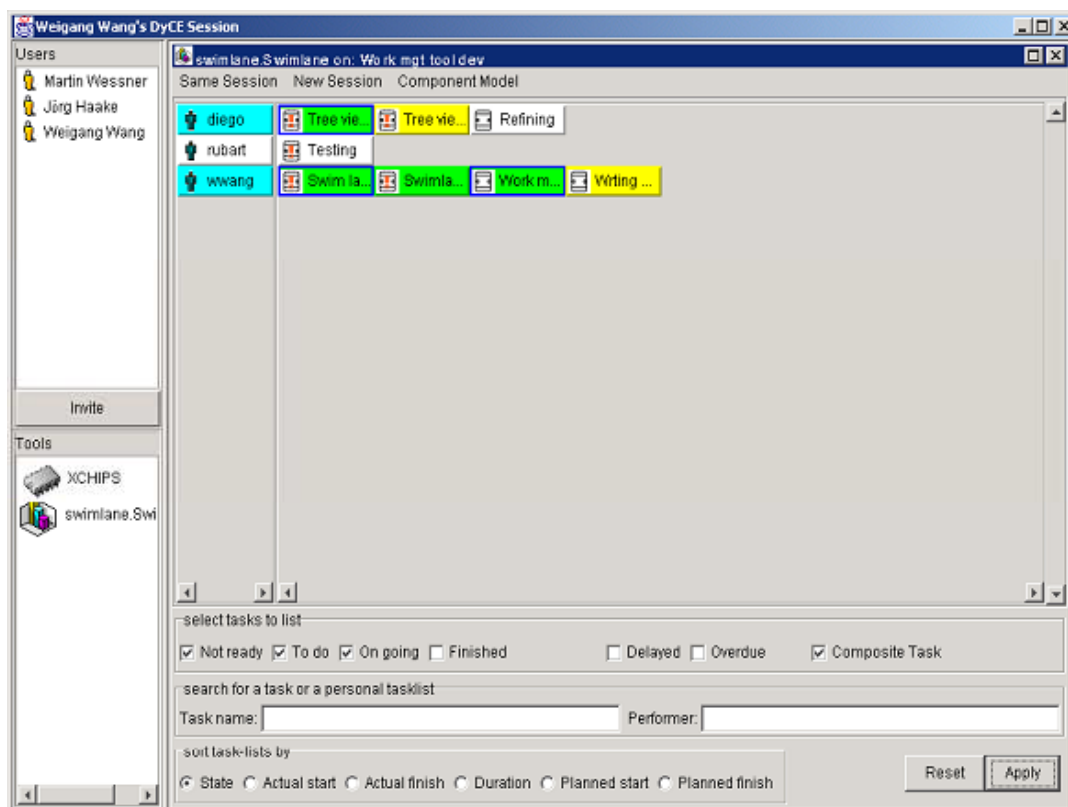 Weigang Wang's DyCE Session
Users
Martin Wessner
Jörg Haake
Weigang Wang
Invite
Tools
XCHIPS
swimlane.Swi
swimlane.Swimlane on: Work mgt tool dev
Same Session New Session Component Model
diego Tree vie... Tree vie... Refining
rubart Testing
wwang Swim la... Swimla... Work m... Writing ...
select tasks to list
Not ready To do On going Finished Delayed Overdue Composite Task
search for a task or a personal tasklist
Task name: Performer:
sort task-lists by
State Actual start Actual finish Duration Planned start Planned finish
Reset Apply